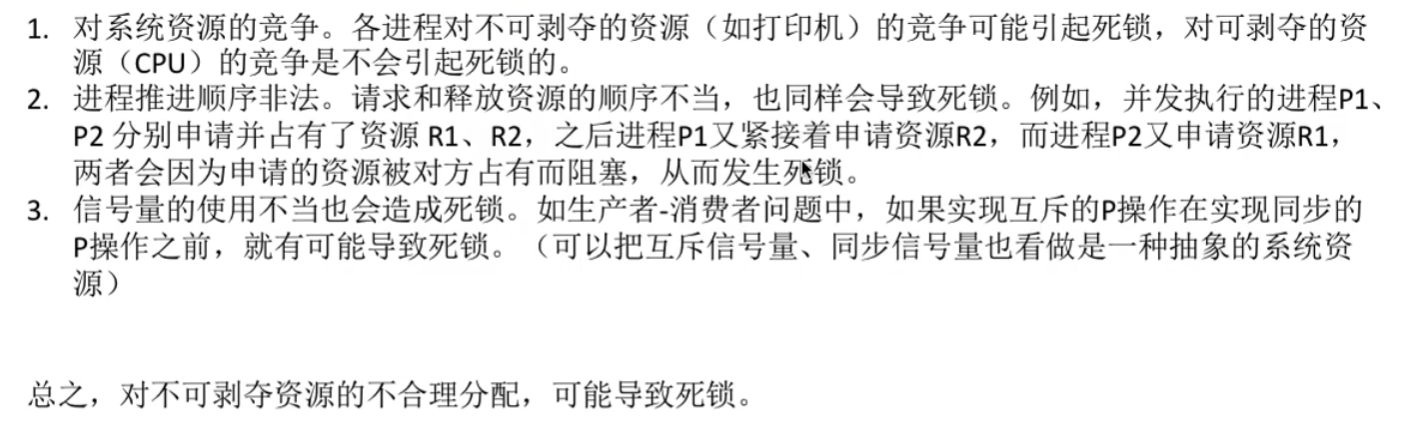 1. 对系统资源的竞争。各进程对不可剥夺的资源（如打印机）的竞争可能引起死锁，对可剥夺的资
源（CPU）的竞争是不会引起死锁的。
2. 进程推进顺序非法。请求和释放资源的顺序不当，也同样会导致死锁。例如，并发执行的进程P1、
P2 分别申请并占有了资源 R1、R2，之后进程P1又紧接着申请资源R2，而进程P2又申请资源R1，
两者会因为申请的资源被对方占有而阻塞，从而发生死锁。
3. 信号量的使用不当也会造成死锁。如生产者-消费者问题中，如果实现互斥的P操作在实现同步的
P操作之前，就有可能导致死锁。（可以把互斥信号量、同步信号量也看做是一种抽象的系统资
源）
总之，对不可剥夺资源的不合理分配，可能导致死锁。